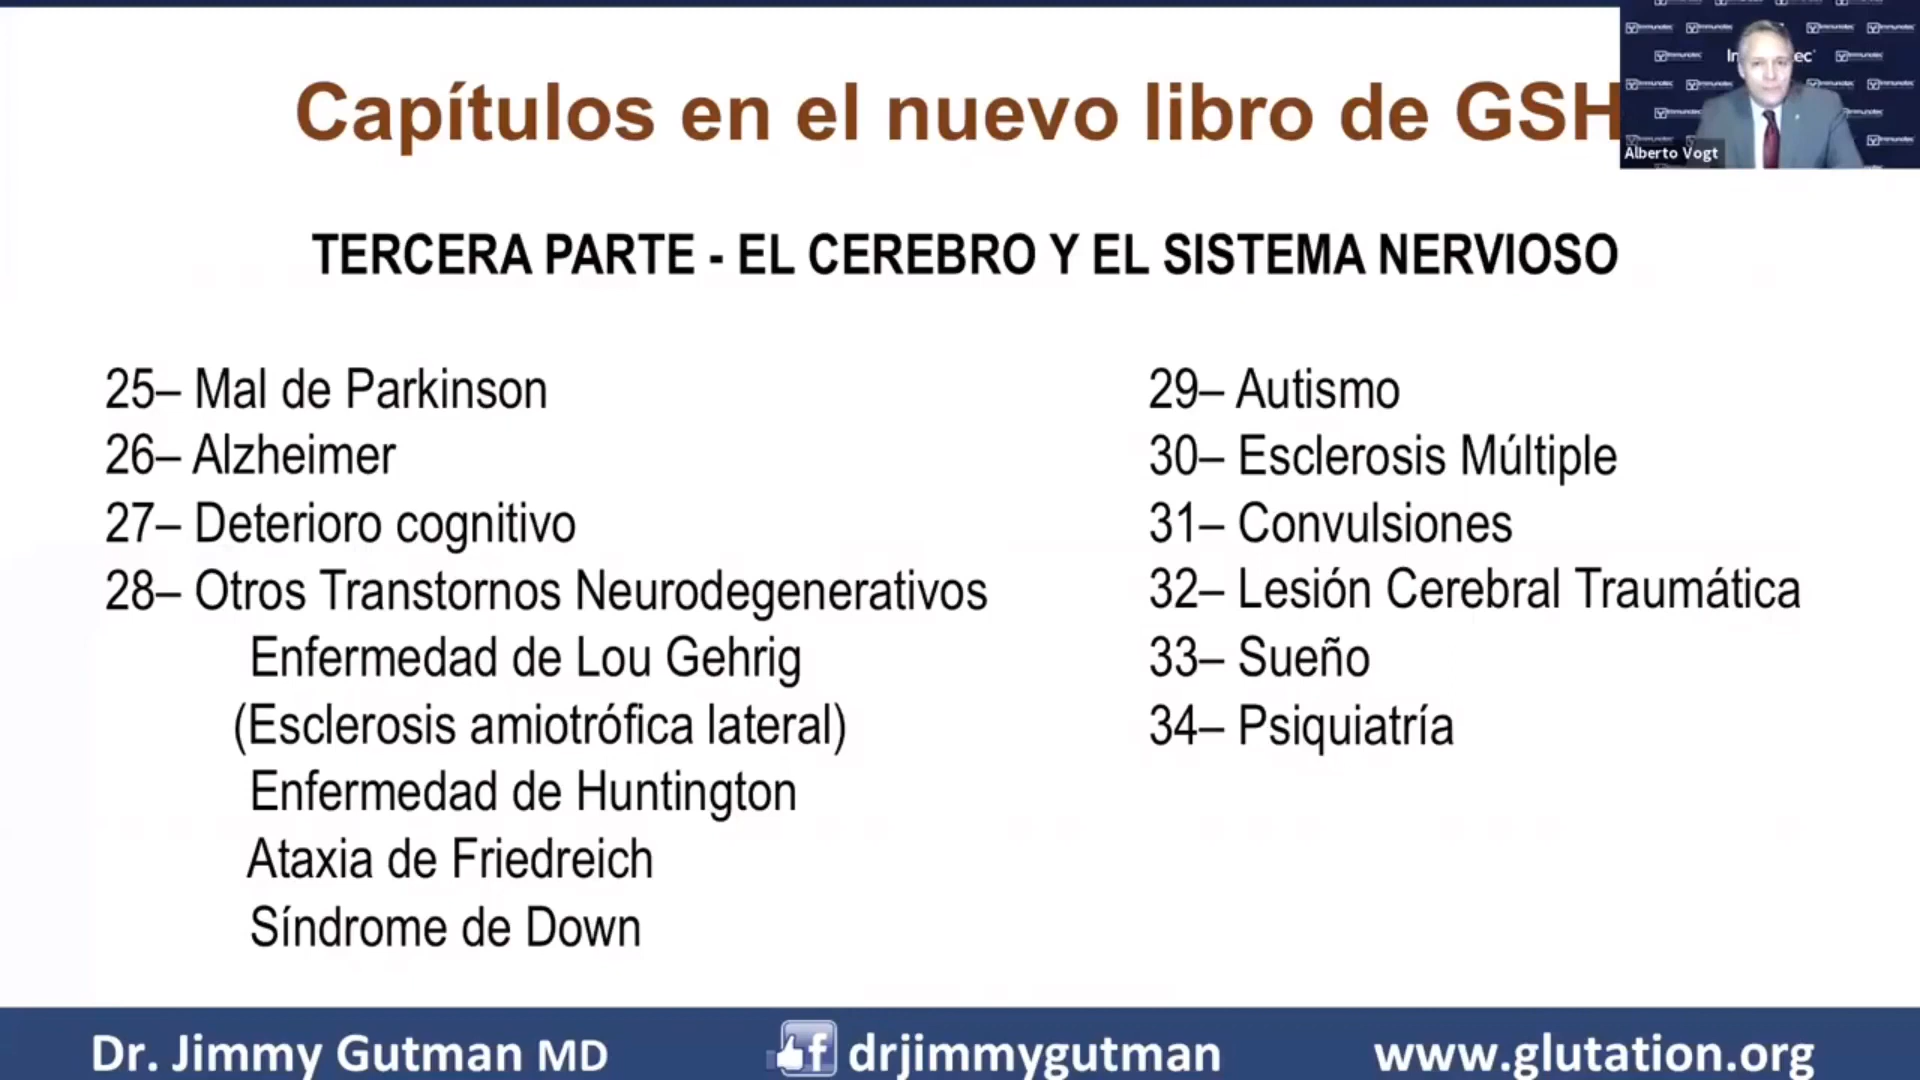 Capítulos en el nuevo libro de GSH
Alberto Vogt
TERCERA PARTE - EL CEREBRO Y EL SISTEMA NERVIOSO
25– Mal de Parkinson
26– Alzheimer
27– Deterioro cognitivo
28– Otros Transtornos Neurodegenerativos
Enfermedad de Lou Gehrig
(Esclerosis amiotrófica lateral)
Enfermedad de Huntington
Ataxia de Friedreich
Síndrome de Down
29– Autismo
30– Esclerosis Múltiple
31– Convulsiones
32– Lesión Cerebral Traumática
33– Sueño
34– Psiquiatría
Dr. Jimmy Gutman MD
drjimmygutman
www.glutation.org